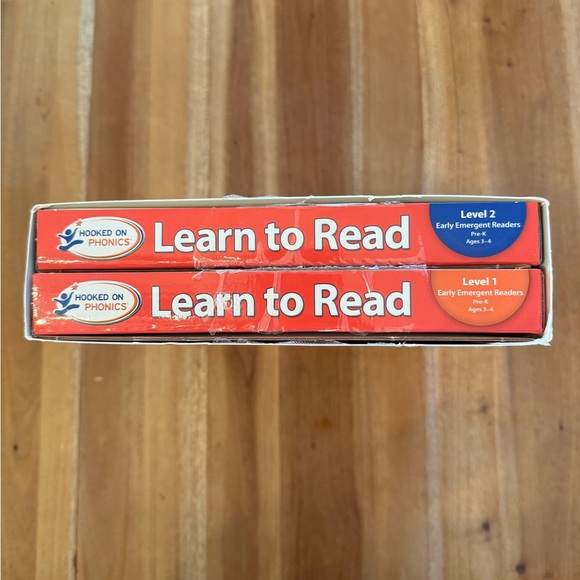 HOOKED ON
PHONICS
Learn to Read
Level 2
Early Emergent Readers
Pre-K
Ages 3–4
HOOKED ON
PHONICS
Learn to Read
Level 1
Early Emergent Readers
Pre-K
Ages 3–4